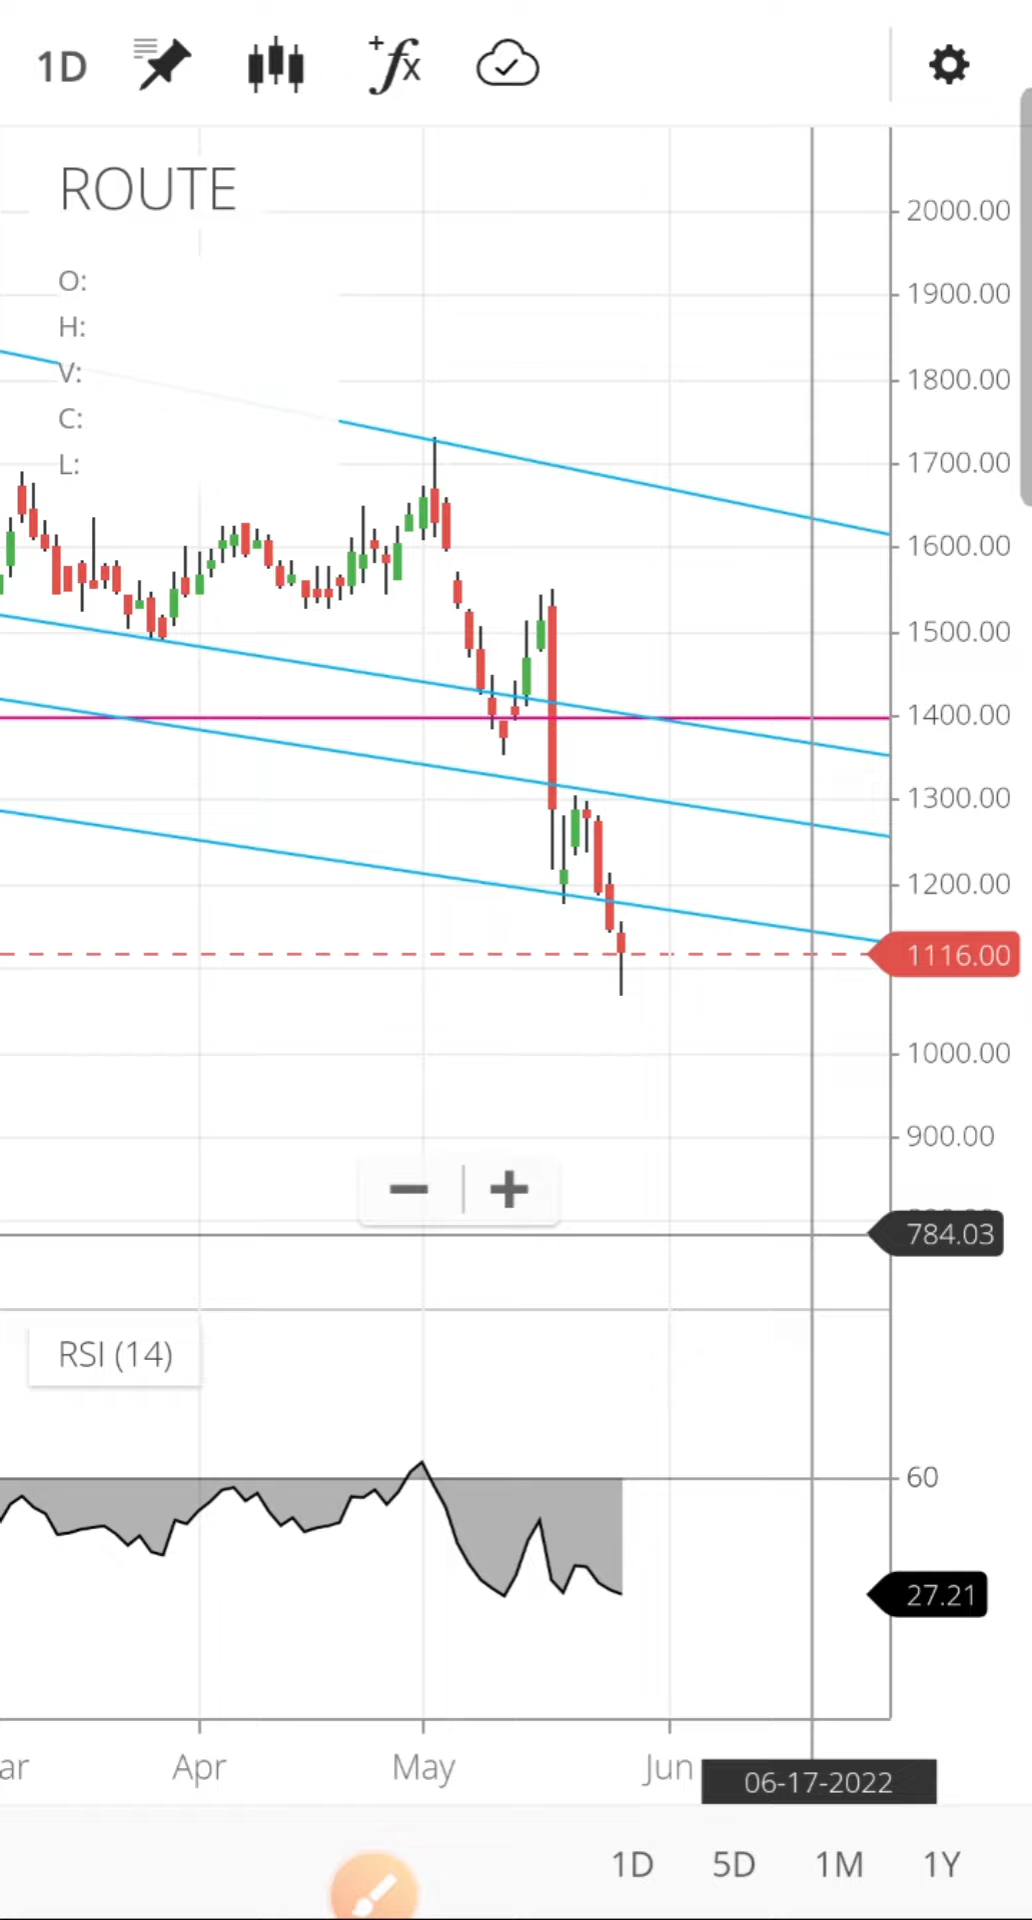 1D
+fx
ROUTE
O:
H:
V:
C:
L:
2000.00
1900.00
1800.00
1700.00
1600.00
1500.00
1400.00
1300.00
1200.00
1116.00
1000.00
900.00
784.03
RSI (14)
60
27.21
ar Apr May Jun
06-17-2022
1D 5D 1M 1Y